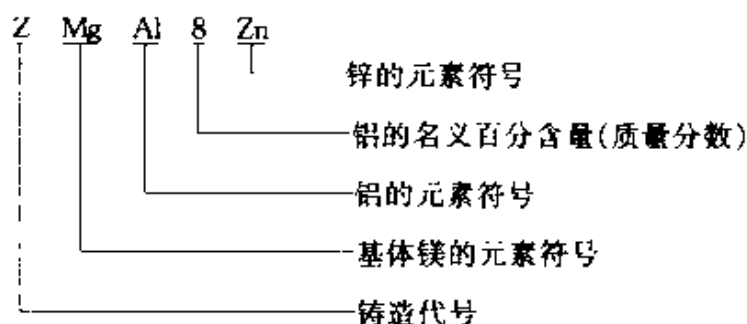 Z Mg Al 8 Zn
锌的元素符号
铝的名义百分含量(质量分数)
铝的元素符号
基体镁的元素符号
铸造代号